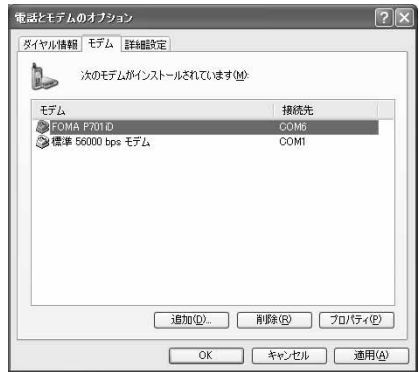 電話とモデムのオプション
ダイヤル情報 モデム 詳細設定
次のモデムがインストールされています(M):
モデム 接続先
FOMA P701iD COM6
標準 56000 bps モデム COM1
追加(D)... 削除(R) プロパティ(P)
OK キャンセル 適用(A)